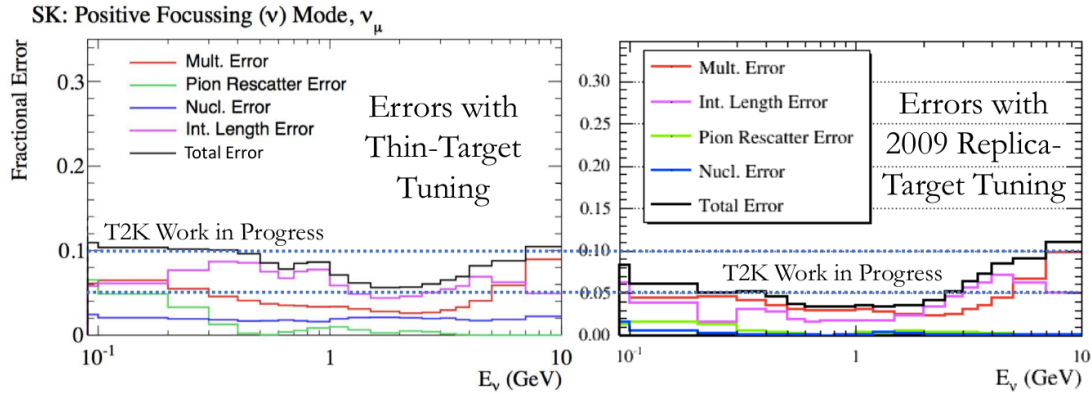 SK: Positive Focussing (ν) Mode, ν_μ
Fractional Error
0.3
0.2
0.1
0
Mult. Error
Pion Rescatter Error
Nucl. Error
Int. Length Error
Total Error
Errors with
Thin-Target
Tuning
T2K Work in Progress
10⁻¹
1
10
E_ν (GeV)
0.30
0.25
0.20
0.15
0.10
0.05
0.00
Mult. Error
Int. Length Error
Pion Rescatter Error
Nucl. Error
Total Error
Errors with
2009 Replica-
Target Tuning
T2K Work in Progress
10⁻¹
1
10
E_ν (GeV)